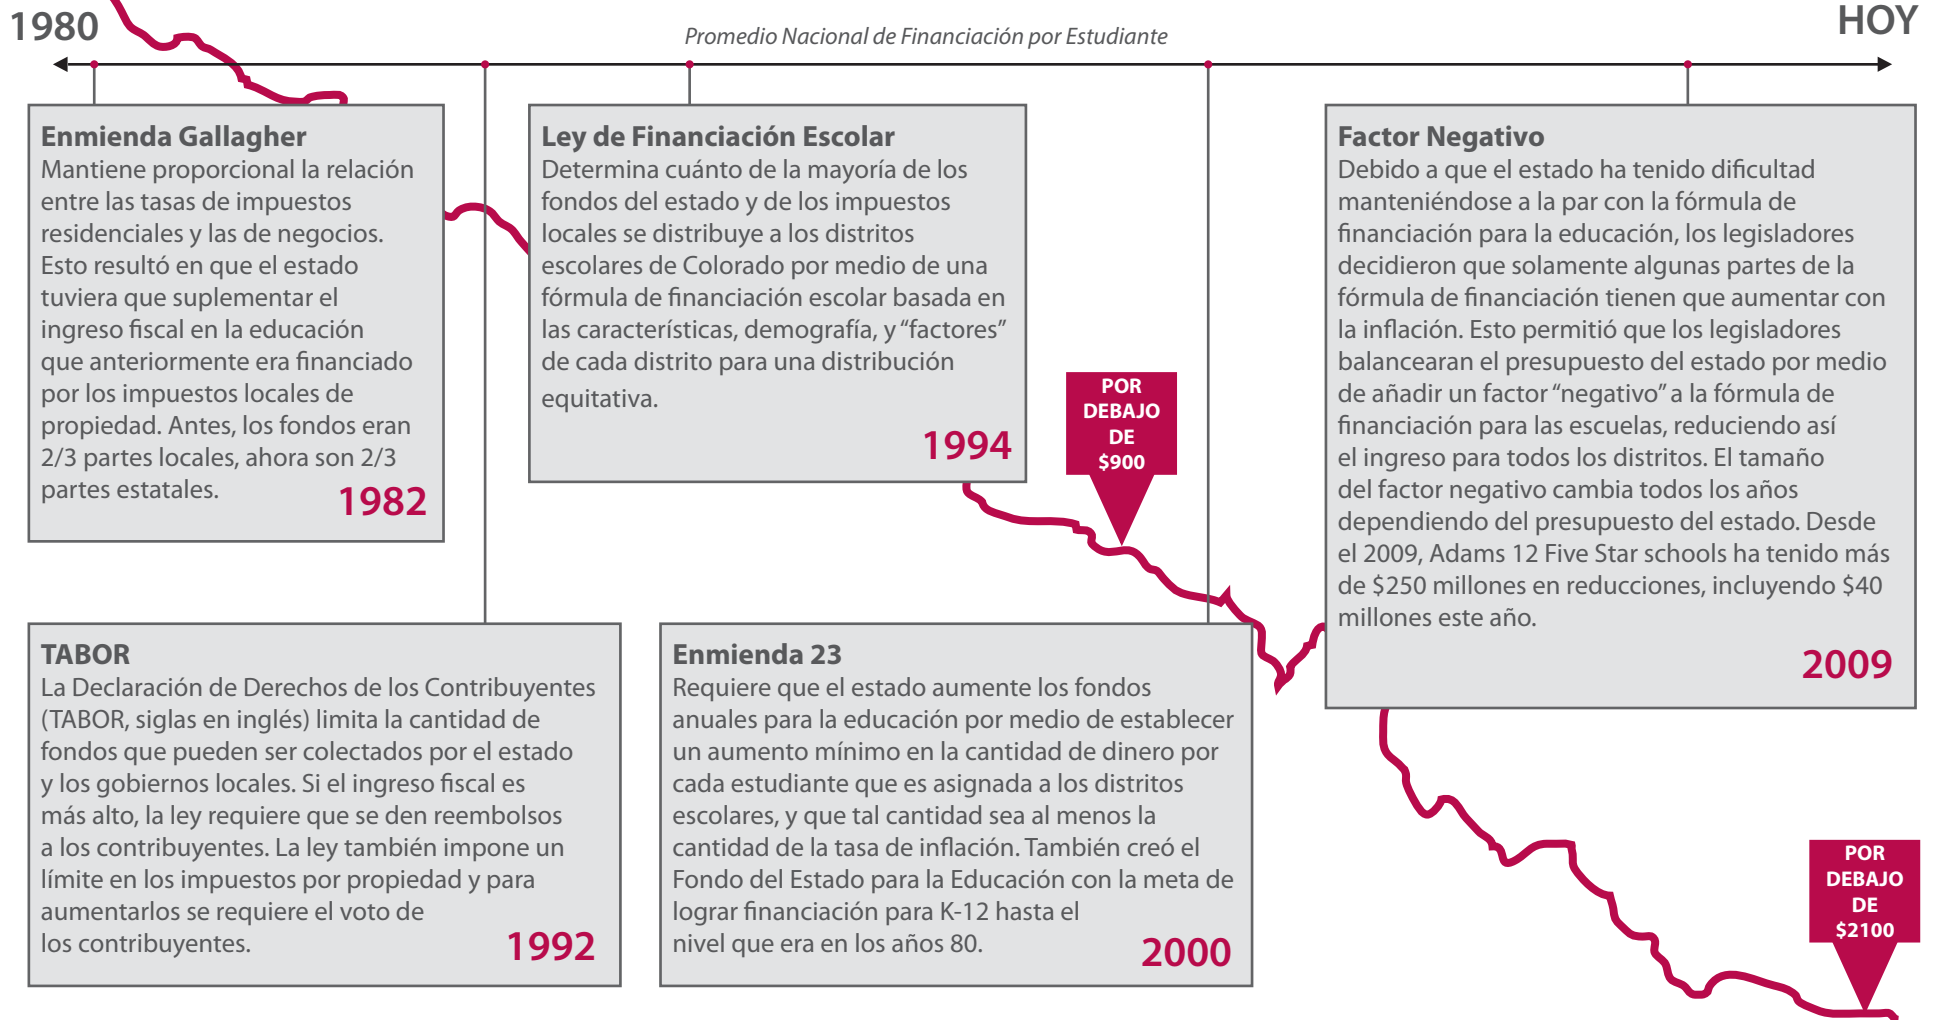 1980
HOY
Promedio Nacional de Financiación por Estudiante
Enmienda Gallagher
Mantiene proporcional la relación
entre las tasas de impuestos
residenciales y las de negocios.
Esto resultó en que el estado
tuviera que suplementar el
ingreso fiscal en la educación
que anteriormente era financiado
por los impuestos locales de
propiedad. Antes, los fondos eran
2/3 partes locales, ahora son 2/3
partes estatales.
1982
TABOR
La Declaración de Derechos de los Contribuyentes
(TABOR, siglas en inglés) limita la cantidad de
fondos que pueden ser colectados por el estado
y los gobiernos locales. Si el ingreso fiscal es
más alto, la ley requiere que se den reembolsos
a los contribuyentes. La ley también impone un
límite en los impuestos por propiedad y para
aumentarlos se requiere el voto de
los contribuyentes.
1992
Ley de Financiación Escolar
Determina cuánto de la mayoría de los
fondos del estado y de los impuestos
locales se distribuye a los distritos
escolares de Colorado por medio de una
fórmula de financiación escolar basada en
las características, demografía, y “factores”
de cada distrito para una distribución
equitativa.
1994
POR
DEBAJO
DE
$900
Enmienda 23
Requiere que el estado aumente los fondos
anuales para la educación por medio de establecer
un aumento mínimo en la cantidad de dinero por
cada estudiante que es asignada a los distritos
escolares, y que tal cantidad sea al menos la
cantidad de la tasa de inflación. También creó el
Fondo del Estado para la Educación con la meta de
lograr financiación para K-12 hasta el
nivel que era en los años 80.
2000
Factor Negativo
Debido a que el estado ha tenido dificultad
manteniéndose a la par con la fórmula de
financiación para la educación, los legisladores
decidieron que solamente algunas partes de la
fórmula de financiación tienen que aumentar con
la inflación. Esto permitió que los legisladores
balancearan el presupuesto del estado por medio
de añadir un factor “negativo” a la fórmula de
financiación para las escuelas, reduciendo así
el ingreso para todos los distritos. El tamaño
del factor negativo cambia todos los años
dependiendo del presupuesto del estado. Desde
el 2009, Adams 12 Five Star schools ha tenido más
de $250 millones en reducciones, incluyendo $40
millones este año.
2009
POR
DEBAJO
DE
$2100